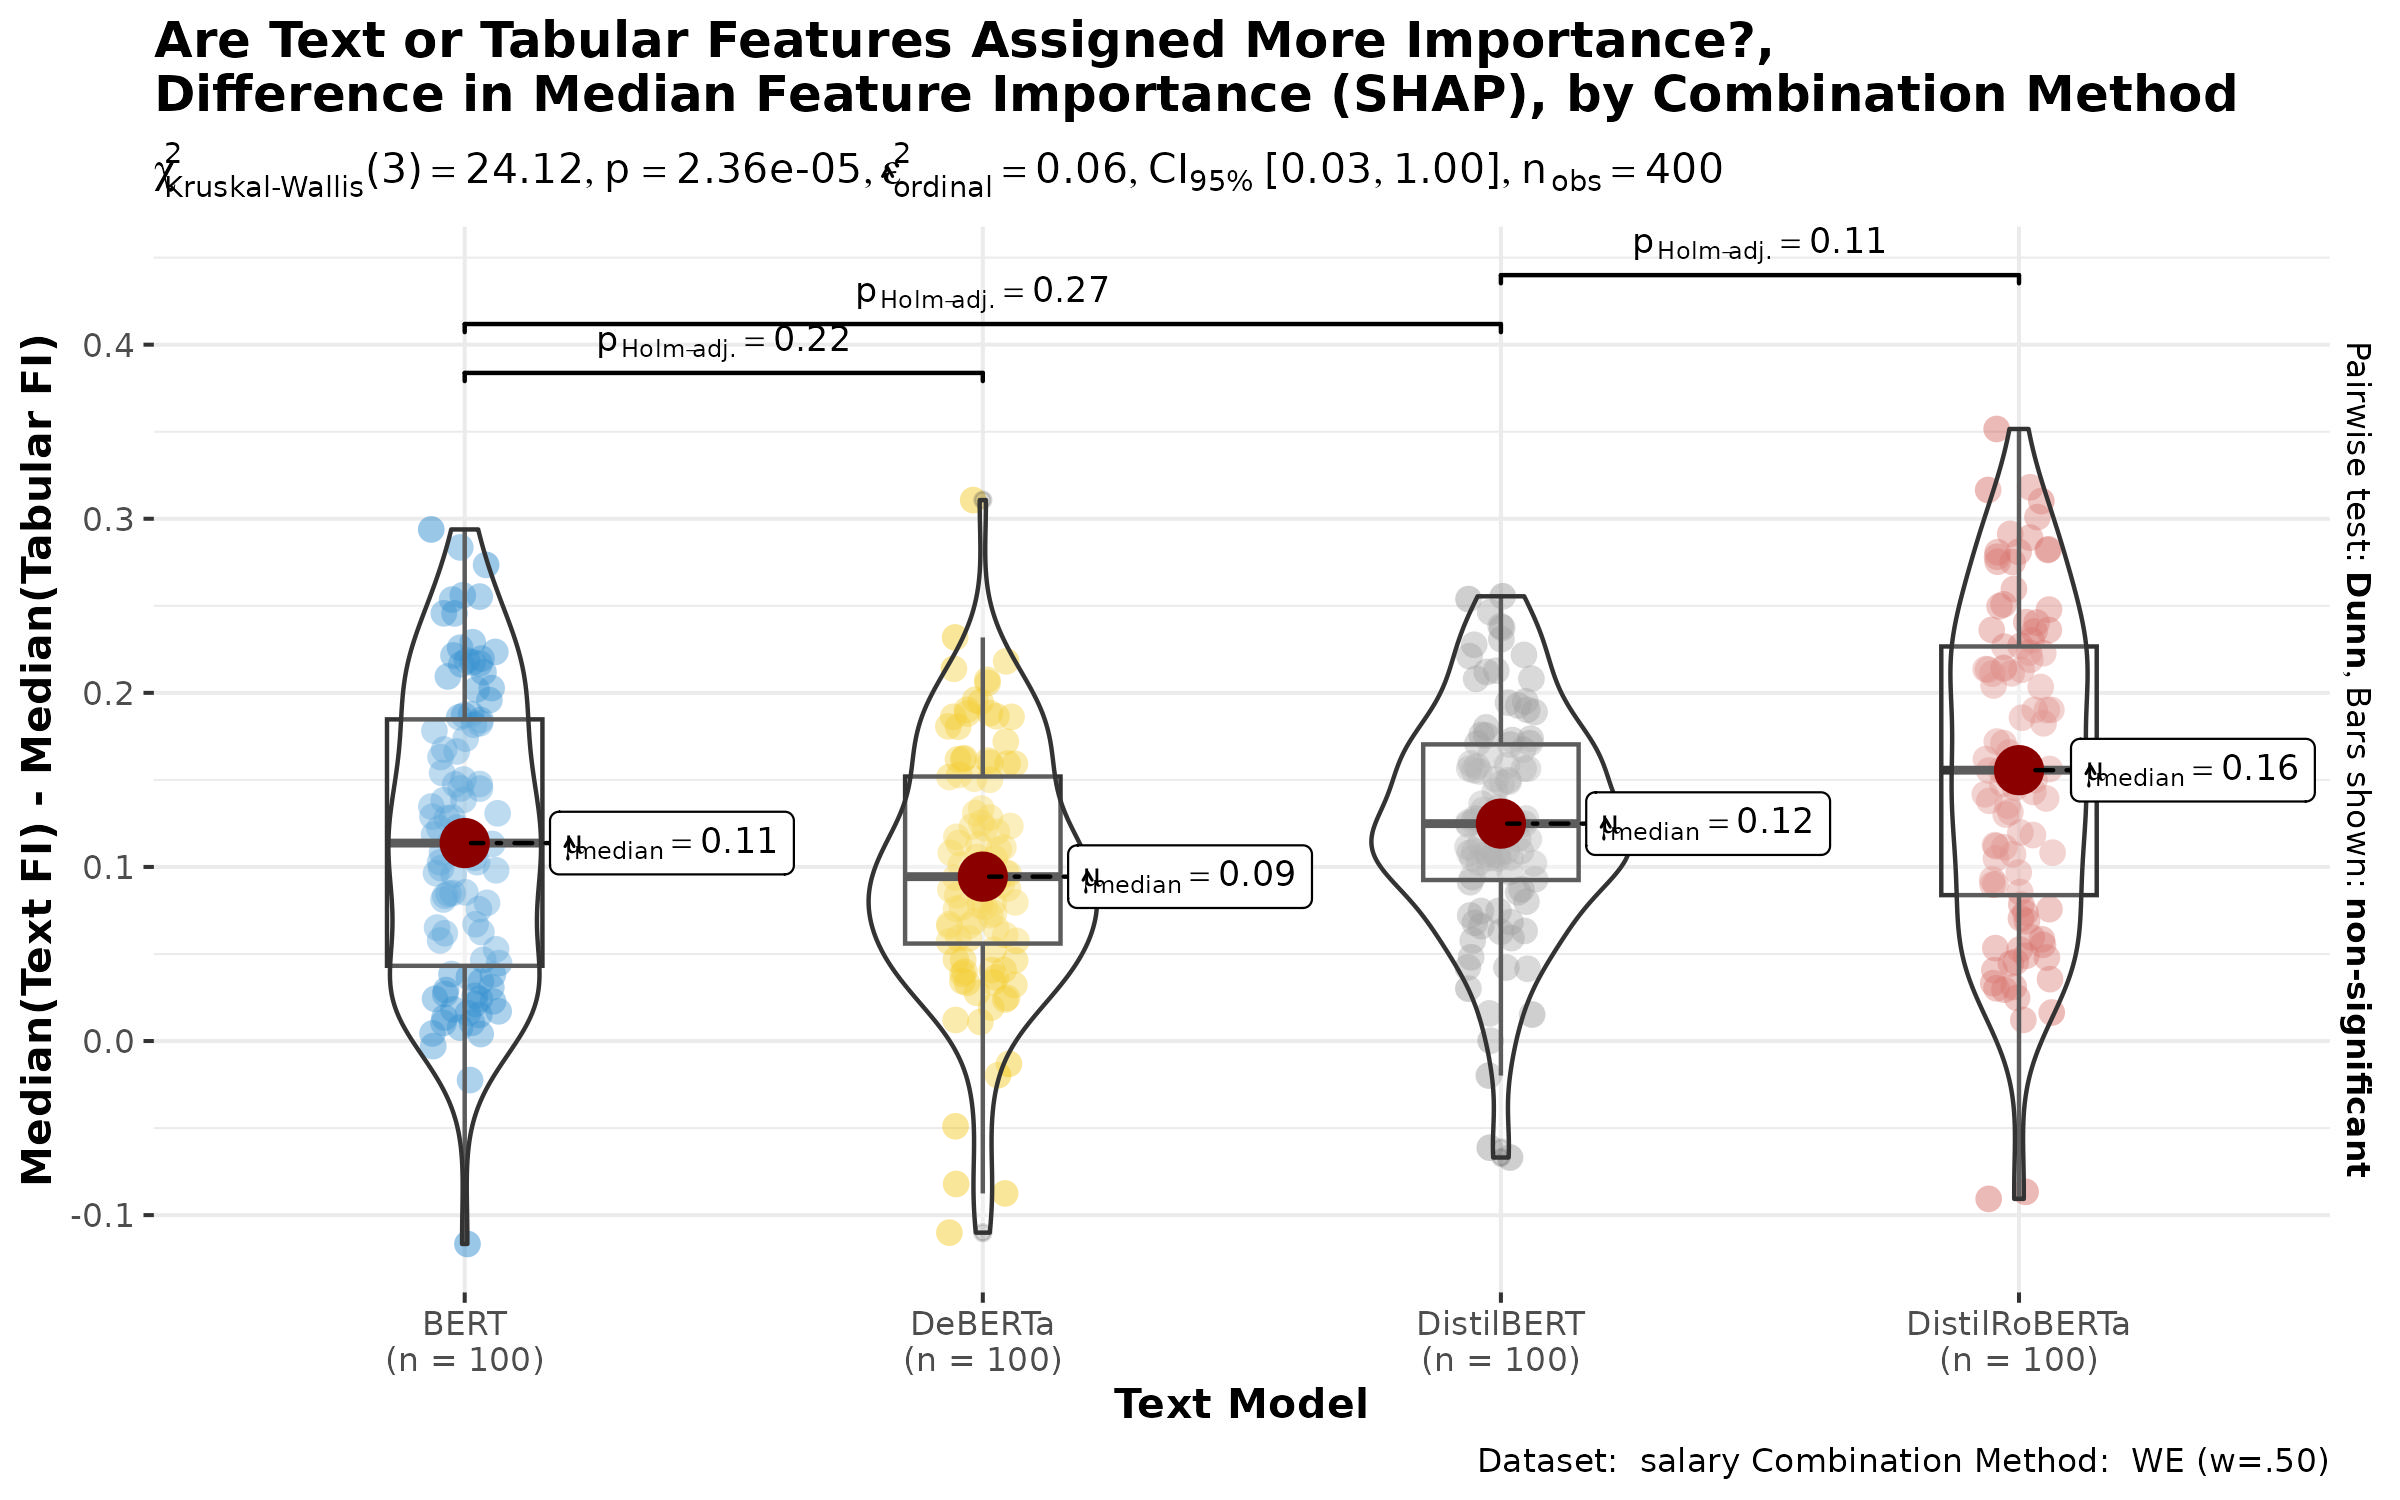 Are Text or Tabular Features Assigned More Importance?,
Difference in Median Feature Importance (SHAP), by Combination Method
χ²Kruskal-Wallis(3) = 24.12, p = 2.36e-05, ε̂²ordinal = 0.06, CI95% [0.03, 1.00], nobs = 400
pHolm-adj. = 0.11
pHolm-adj. = 0.27
pHolm-adj. = 0.22
Median(Text FI) - Median(Tabular FI)
0.4
0.3
0.2
0.1
0.0
-0.1
μ̂median = 0.11
μ̂median = 0.09
μ̂median = 0.12
μ̂median = 0.16
Pairwise test: Dunn, Bars shown: non-significant
BERT
(n = 100)
DeBERTa
(n = 100)
DistilBERT
(n = 100)
DistilRoBERTa
(n = 100)
Text Model
Dataset:  salary Combination Method:  WE (w=.50)